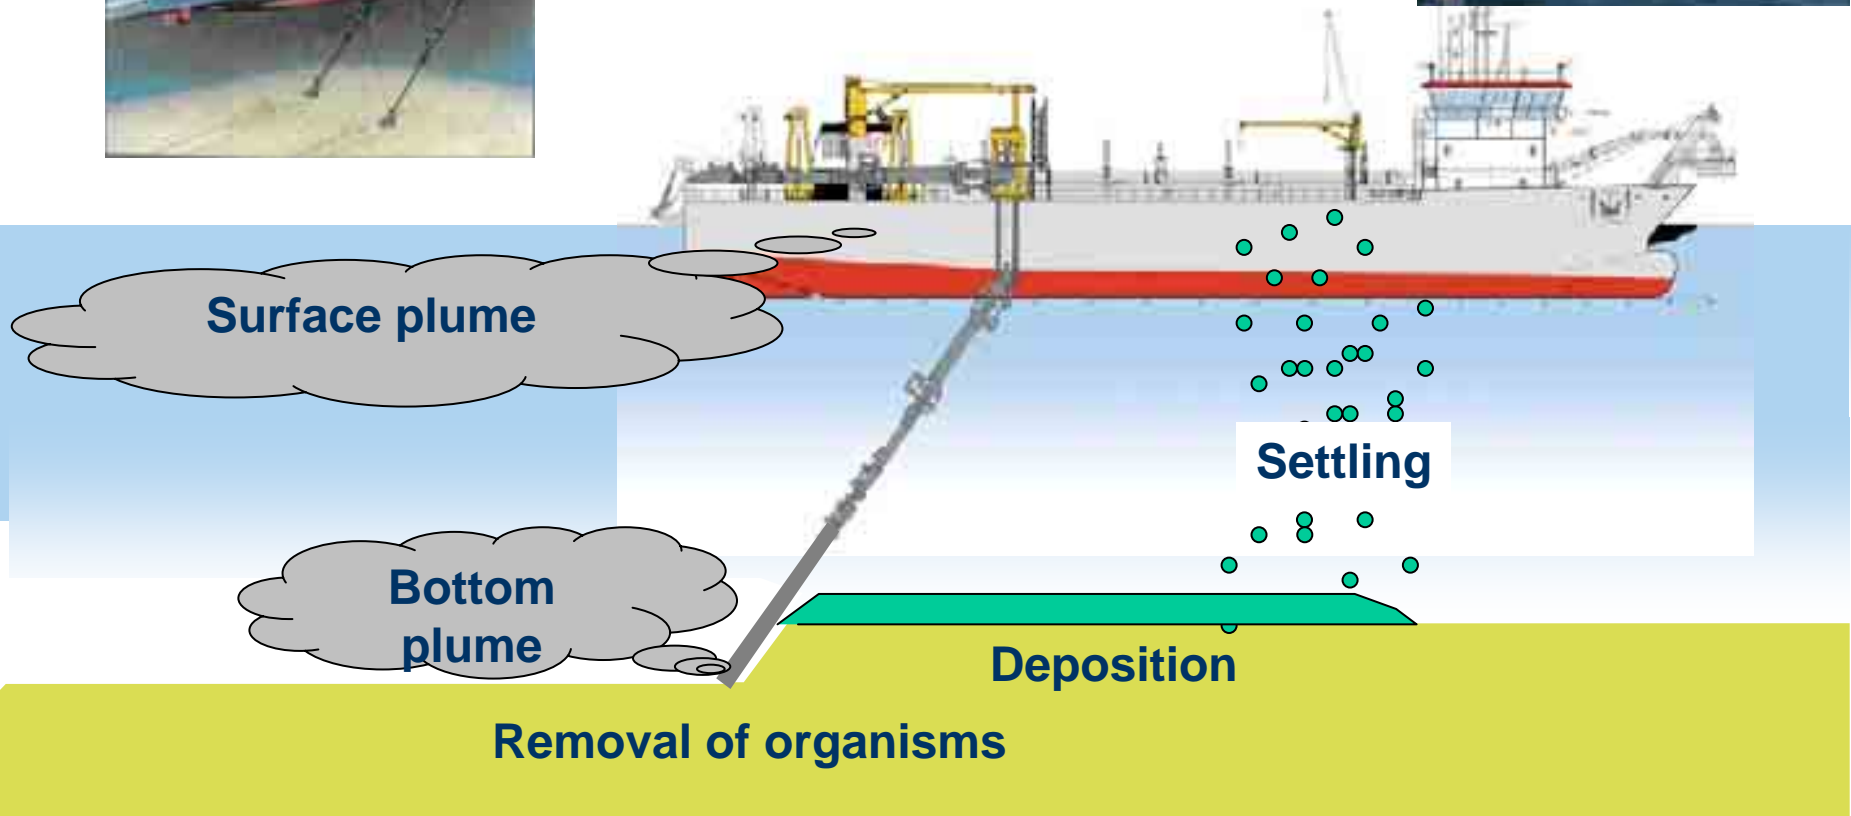 Surface plume
Settling
Bottom
plume
Deposition
Removal of organisms